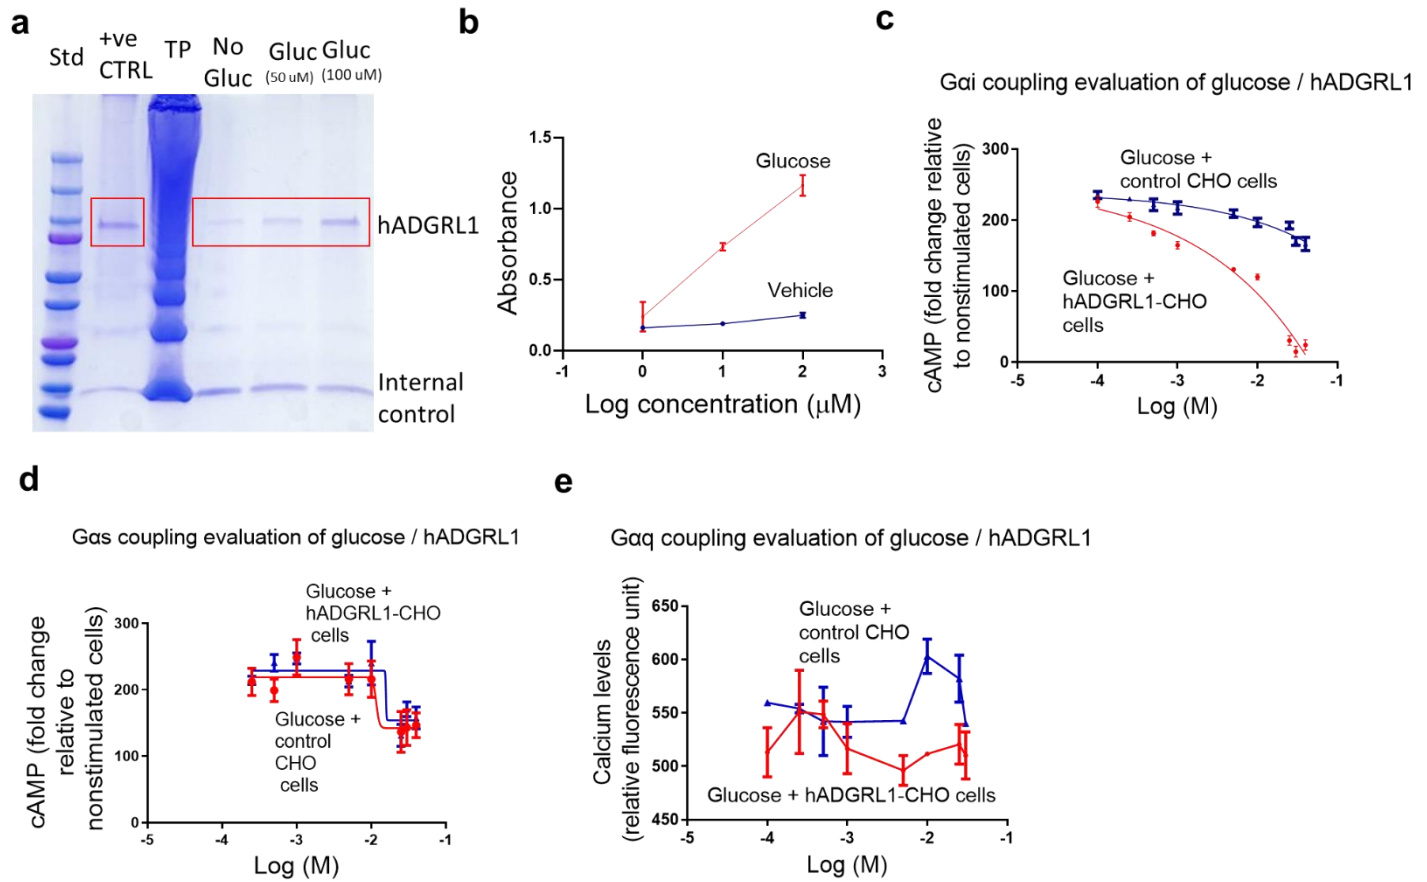 a
Std
+ve
CTRL
TP
No
Gluc
Gluc
(50 uM)
Gluc
(100 uM)
hADGRL1
Internal
control
b
Absorbance
1.5
1.0
0.5
0.0
-1
0
1
2
3
Glucose
Vehicle
Log concentration (μM)
c
Gαi coupling evaluation of glucose / hADGRL1
cAMP (fold change relative
to nonstimulated cells)
300
200
100
0
-5
-4
-3
-2
-1
Glucose +
control CHO cells
Glucose +
hADGRL1-CHO
cells
Log (M)
d
Gαs coupling evaluation of glucose / hADGRL1
cAMP (fold change
relative to
nonstimulated cells)
300
200
100
0
-5
-4
-3
-2
-1
Glucose +
hADGRL1-CHO
cells
Glucose +
control
CHO
cells
Log (M)
e
Gαq coupling evaluation of glucose / hADGRL1
Calcium levels
(relative fluorescence unit)
650
600
550
500
450
-5
-4
-3
-2
-1
Glucose +
control CHO
cells
Glucose + hADGRL1-CHO cells
Log (M)